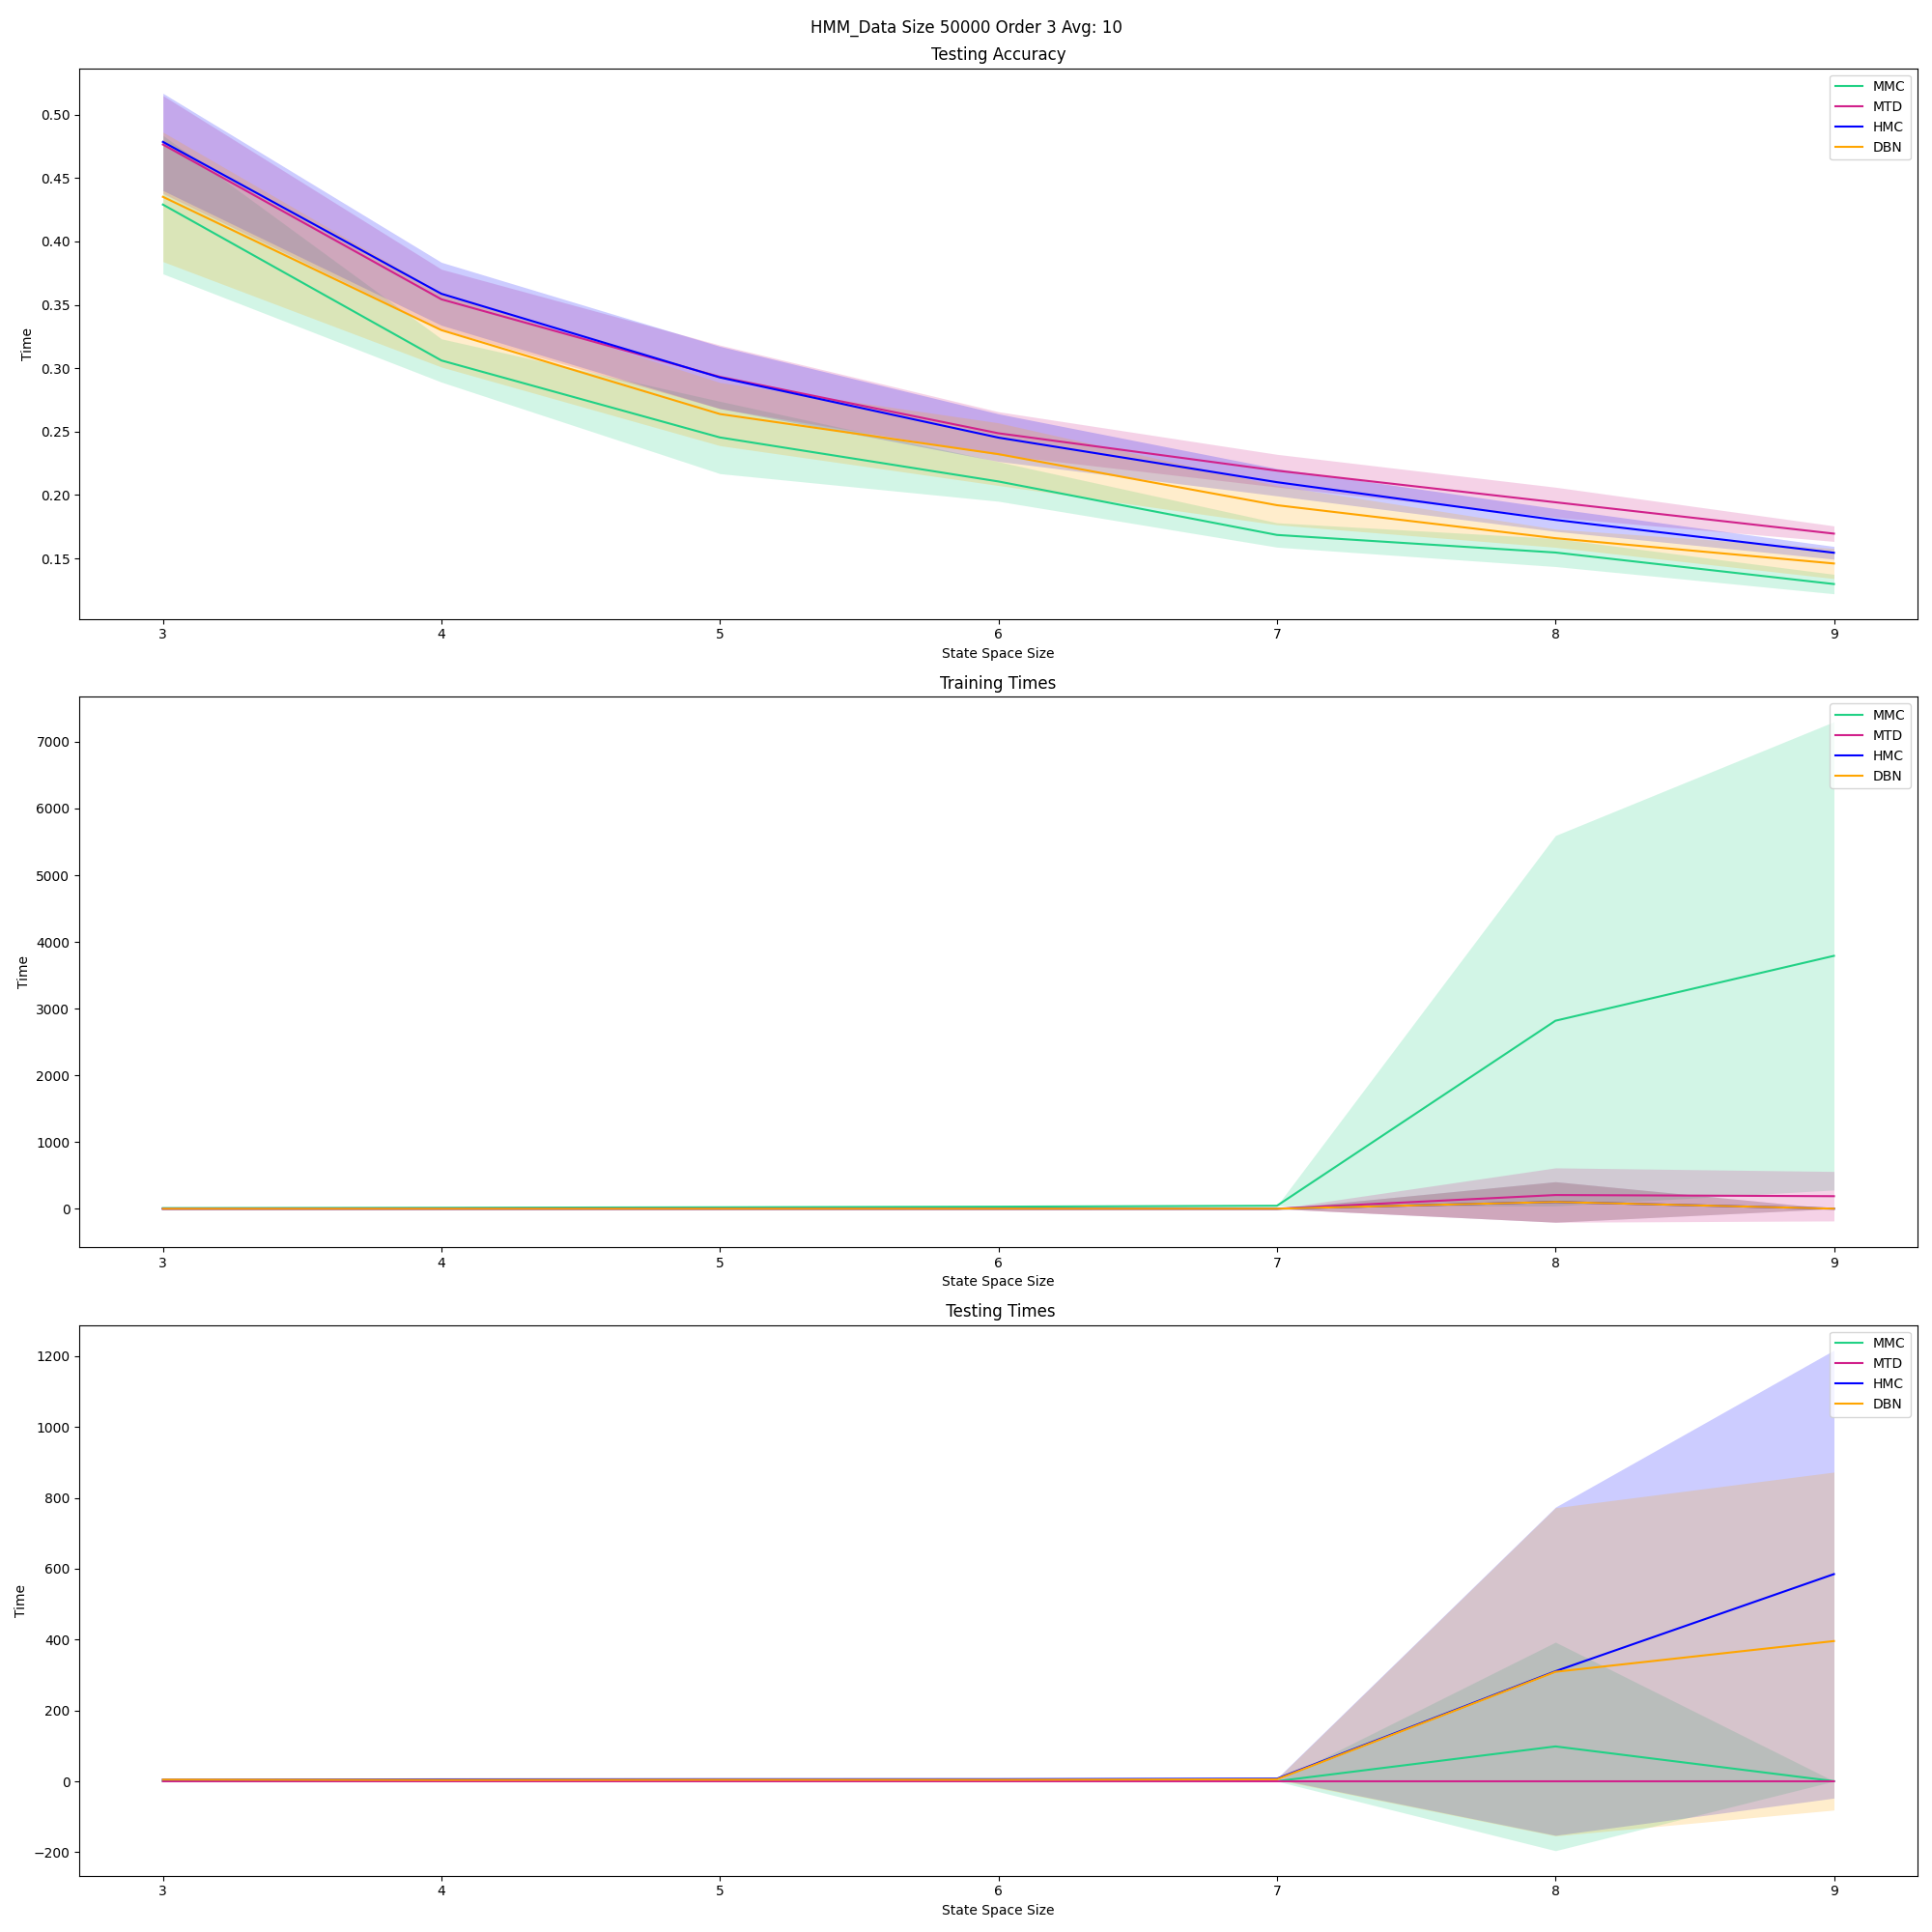 HMM_Data Size 50000 Order 3 Avg: 10
Testing Accuracy
MMC
MTD
HMC
DBN
0.50
0.45
0.40
0.35
0.30
0.25
0.20
0.15
Time
3 4 5 6 7 8 9
State Space Size
Training Times
MMC
MTD
HMC
DBN
7000
6000
5000
4000
3000
2000
1000
0
Time
3 4 5 6 7 8 9
State Space Size
Testing Times
MMC
MTD
HMC
DBN
1200
1000
800
600
400
200
0
−200
Time
3 4 5 6 7 8 9
State Space Size